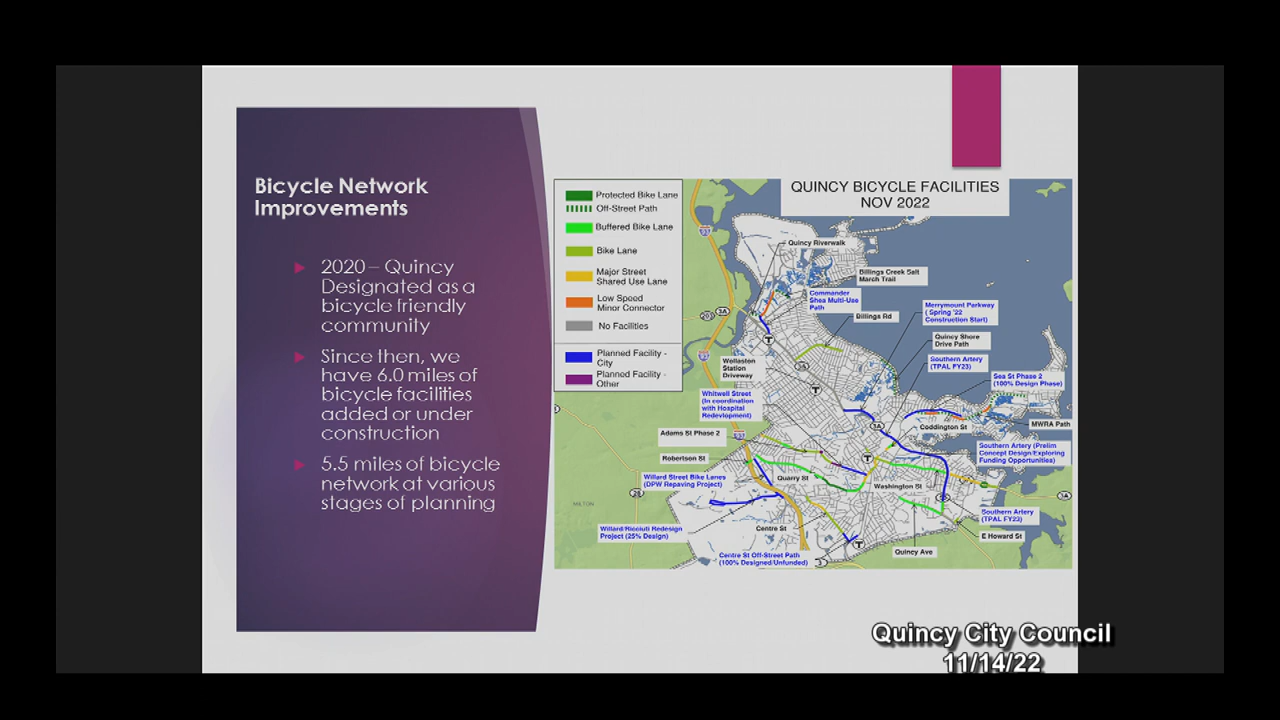 Bicycle Network
Improvements
2020 – Quincy
Designated as a
bicycle friendly
community
Since then, we
have 6.0 miles of
bicycle facilities
added or under
construction
5.5 miles of bicycle
network at various
stages of planning
QUINCY BICYCLE FACILITIES
NOV 2022
Protected Bike Lane
Off-Street Path
Buffered Bike Lane
Bike Lane
Major Street
Shared Use Lane
Low Speed
Minor Connector
No Facilities
Planned Facility -
City
Planned Facility -
Other
Quincy Riverwalk
Billings Creek Salt
March Trail
Commander
Shea Multi-Use
Path
Billings Rd
Merrymount Parkway
( Spring '22
Construction Start)
Quincy Shore
Drive Path
Southern Artery
(TPAL FY23)
Wollaston
Station
Driveway
Sea St Phase 2
(100% Design Phase)
Whitwell Street
(In coordination
with Hospital
Redevlopment)
MWRA Path
Coddington St
Adams St Phase 2
Southern Artery (Prelim
Concept Design/Exploring
Funding Opportunities)
Robertson St
Willard Street Bike Lanes
(DPW Repaving Project)
Quarry St
Washington St
3A
3A
3A
3A
T
T
T
T
MILTON
Southern Artery
(TPAL FY23)
Willard/Ricciuti Redesign
Project (25% Design)
Centre St
E Howard St
Quincy Ave
Centre St Off-Street Path
(100% Designed/Unfunded)
3
Quincy City Council
11/14/22